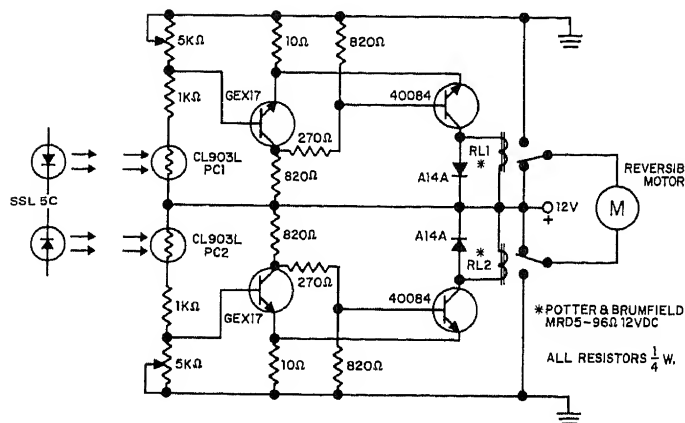 5KΩ
10Ω
820Ω
1KΩ
GEX17
40084
270Ω
CL903L
PC1
RL1
*
A14A
820Ω
SSL 5C
REVERSIB
MOTOR
12V
+
M
CL903L
PC2
820Ω
A14A
*
RL2
270Ω
1KΩ
GEX17
40084
*POTTER & BRUMFIELD
MRD5-96Ω 12VDC
5KΩ
10Ω
820Ω
ALL RESISTORS 1/4 W.